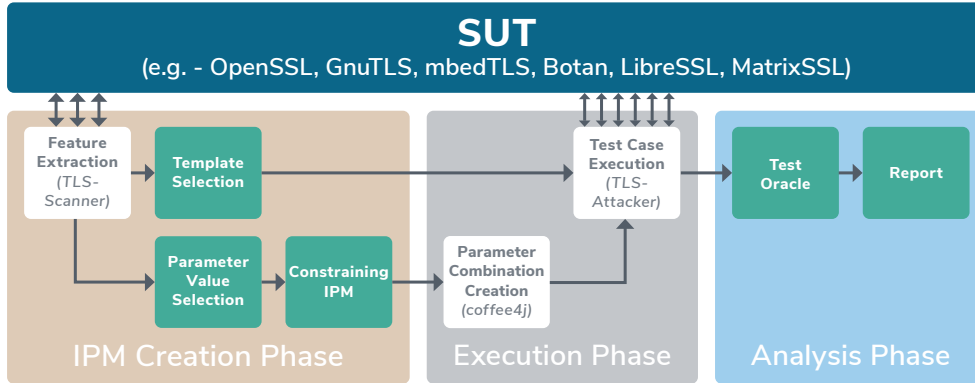 SUT
(e.g. - OpenSSL, GnuTLS, mbedTLS, Botan, LibreSSL, MatrixSSL)
Feature
Extraction
(TLS-
Scanner)
Template
Selection
Parameter
Value
Selection
Constraining
IPM
IPM Creation Phase
Test Case
Execution
(TLS-
Attacker)
Parameter
Combination
Creation
(coffee4j)
Execution Phase
Test
Oracle
Report
Analysis Phase